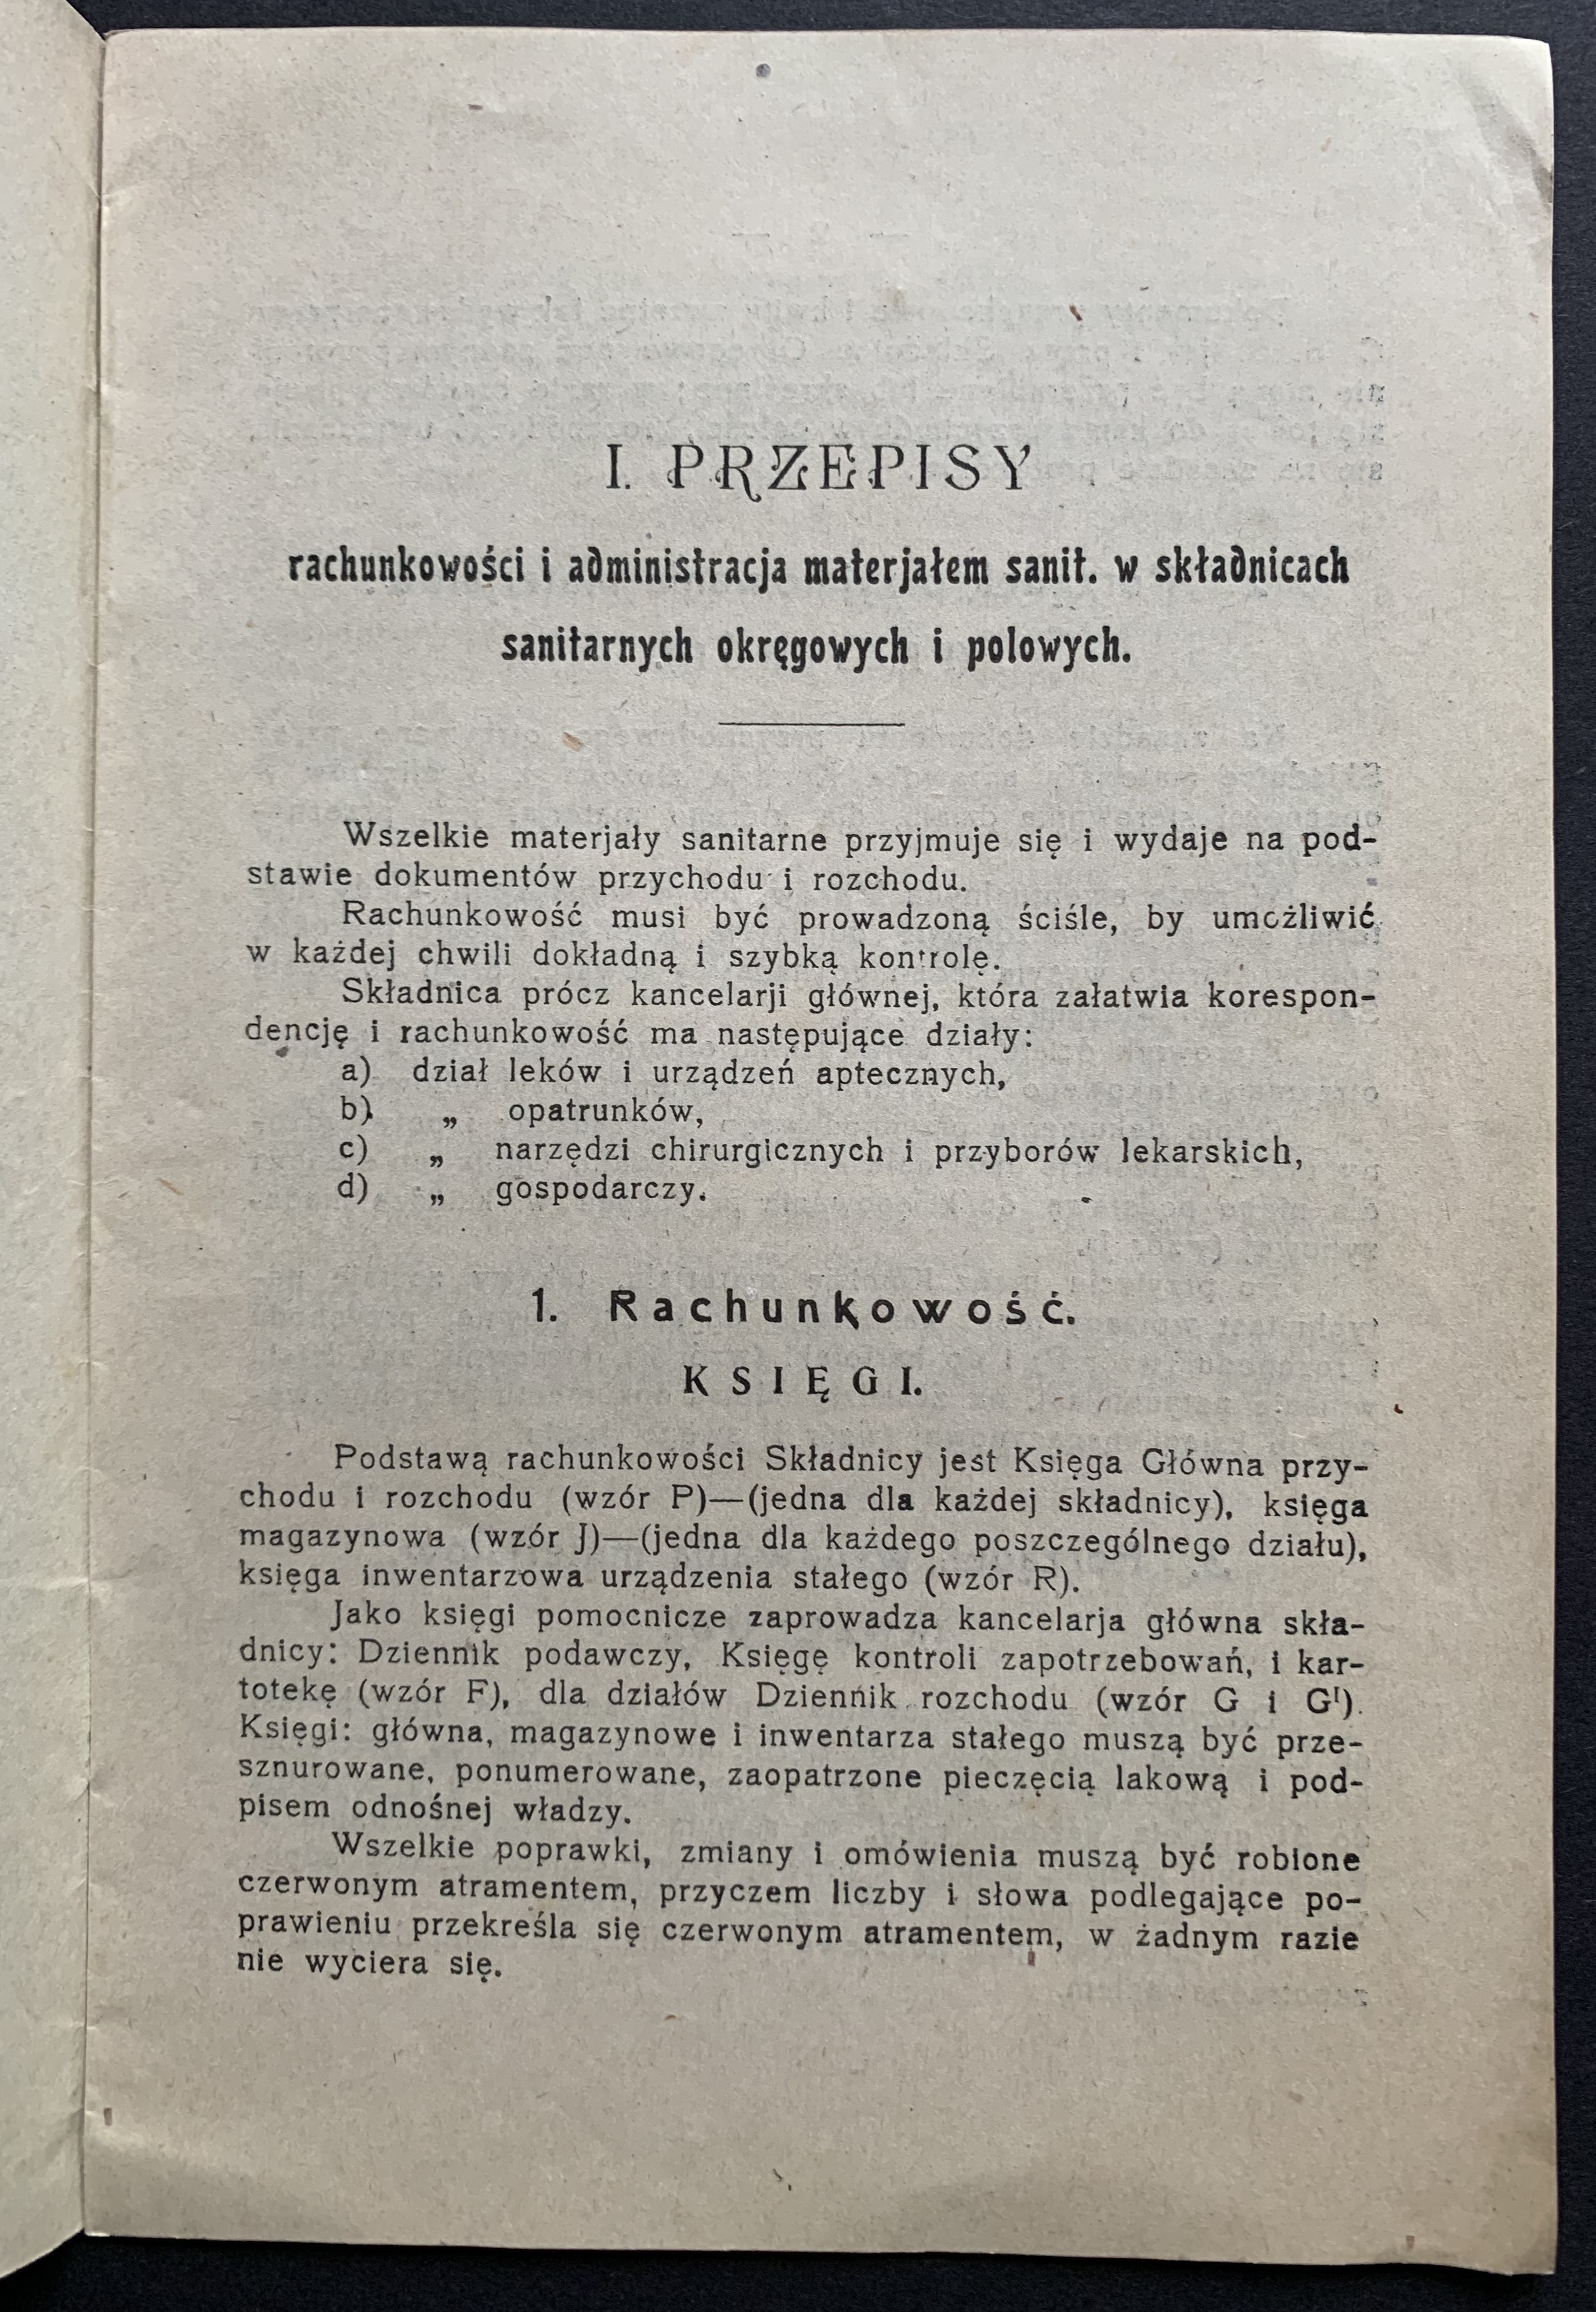 I. PRZEPISY
rachunkowości i administracja materjałem sanit. w składnicach
sanitarnych okręgowych i polowych.
Wszelkie materjały sanitarne przyjmuje się i wydaje na pod-
stawie dokumentów przychodu i rozchodu.
Rachunkowość musi być prowadzoną ściśle, by umożliwić
w każdej chwili dokładną i szybką kontrolę.
Składnica prócz kancelarji głównej, która załatwia korespon-
dencję i rachunkowość ma następujące działy:
a) dział leków i urządzeń aptecznych,
b) „ opatrunków,
c) „ narzędzi chirurgicznych i przyborów lekarskich,
d) „ gospodarczy.
1. Rachunkowość.
KSIĘGI.
Podstawą rachunkowości Składnicy jest Księga Główna przy-
chodu i rozchodu (wzór P)—(jedna dla każdej składnicy), księga
magazynowa (wzór J)—(jedna dla każdego poszczególnego działu),
księga inwentarzowa urządzenia stałego (wzór R).
Jako księgi pomocnicze zaprowadza kancelarja główna skła-
dnicy: Dziennik podawczy, Księgę kontroli zapotrzebowań, i kar-
totekę (wzór F), dla działów Dziennik rozchodu (wzór G i Gᴵ).
Księgi: główna, magazynowe i inwentarza stałego muszą być prze-
sznurowane, ponumerowane, zaopatrzone pieczęcią lakową i pod-
pisem odnośnej władzy.
Wszelkie poprawki, zmiany i omówienia muszą być robione
czerwonym atramentem, przyczem liczby i słowa podlegające po-
prawieniu przekreśla się czerwonym atramentem, w żadnym razie
nie wyciera się.